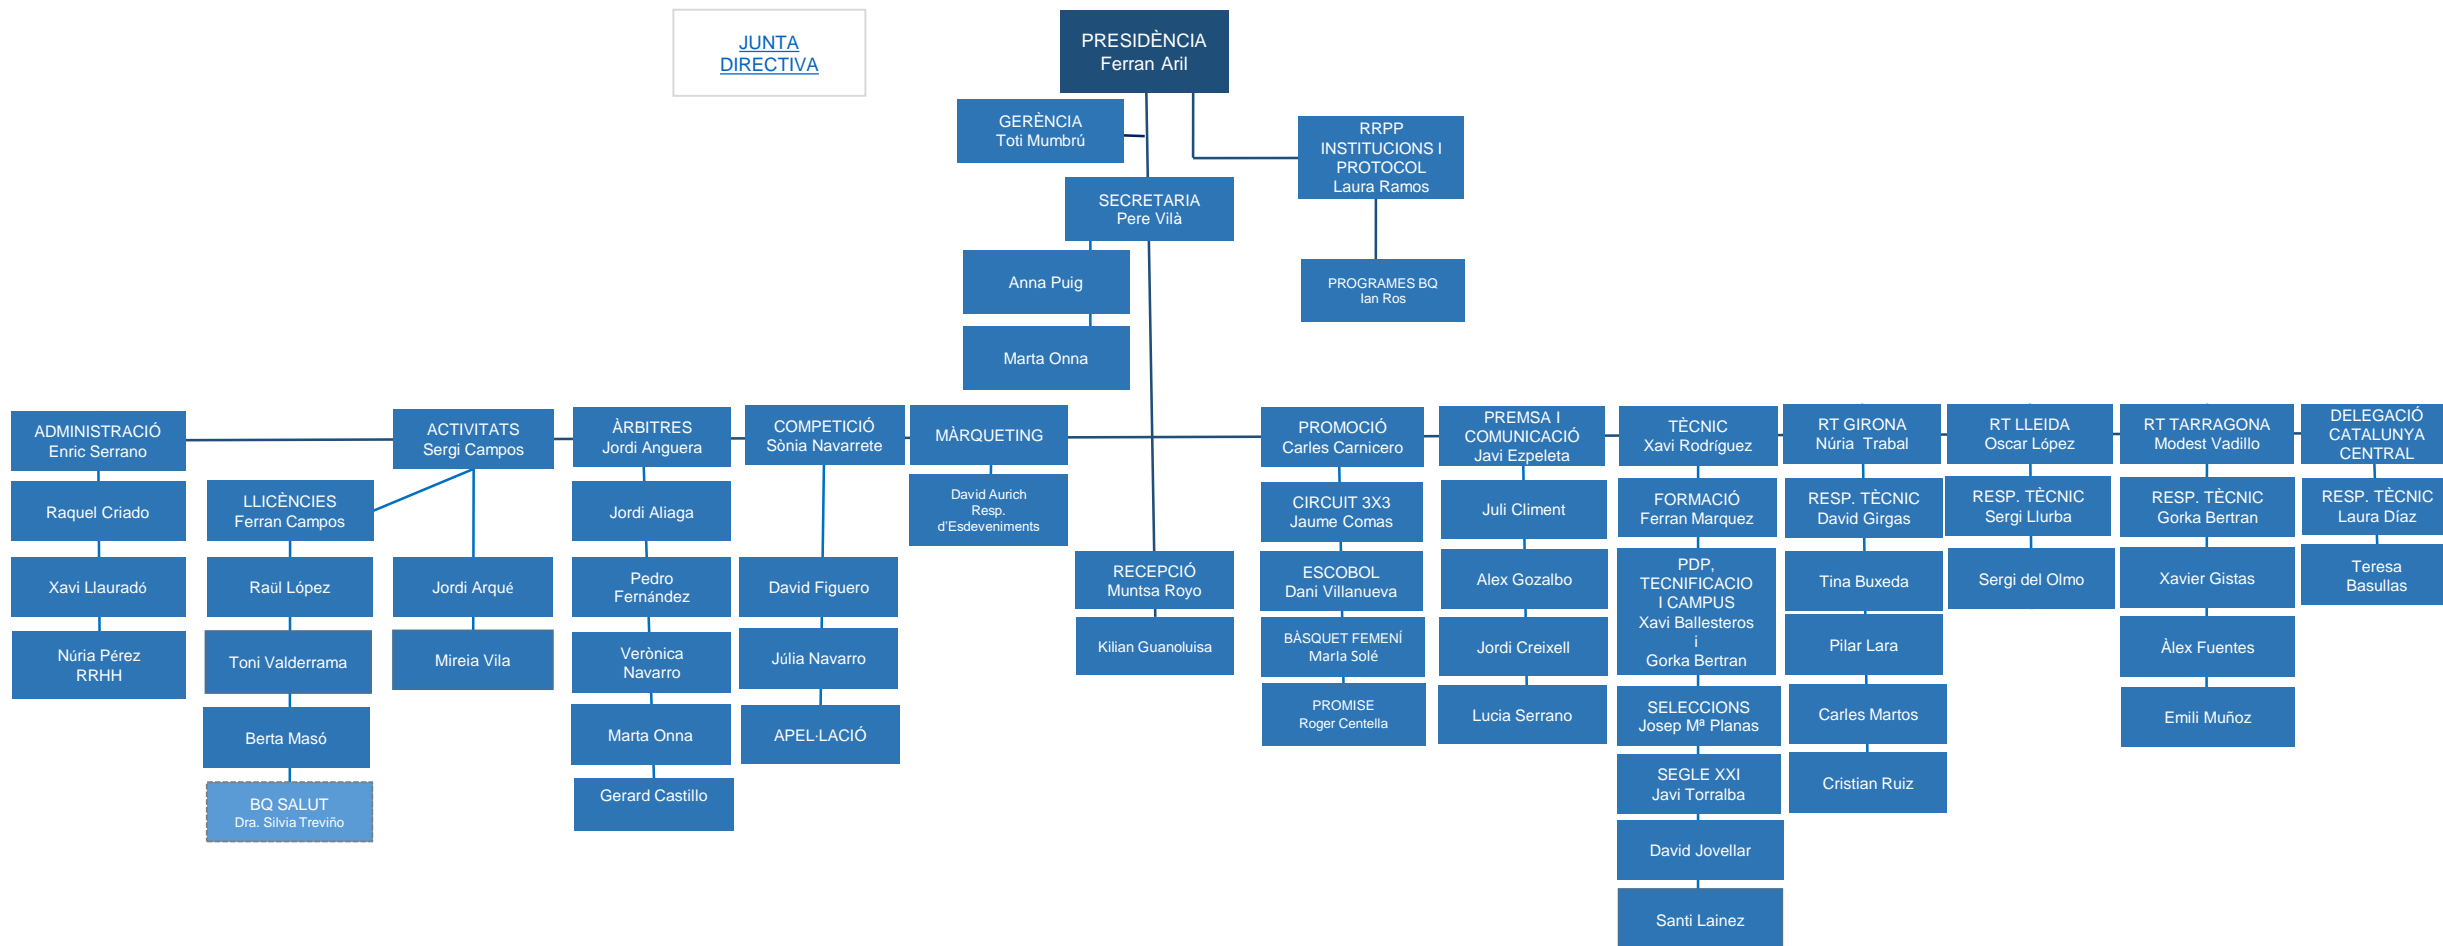 JUNTA
DIRECTIVA
PRESIDÈNCIA
Ferran Aril
GERÈNCIA
Toti Mumbrú
RRPP
INSTITUCIONS I
PROTOCOL
Laura Ramos
SECRETARIA
Pere Vilà
Anna Puig
Marta Onna
PROGRAMES BQ
Ian Ros
ADMINISTRACIÓ
Enric Serrano
Raquel Criado
Xavi Llauradó
Núria Pérez
RRHH
ACTIVITATS
Sergi Campos
LLICÈNCIES
Ferran Campos
Raül López
Toni Valderrama
Berta Masó
BQ SALUT
Dra. Silvia Treviño
Jordi Arqué
Mireia Vila
ÀRBITRES
Jordi Anguera
Jordi Aliaga
Pedro
Fernández
Verònica
Navarro
Marta Onna
Gerard Castillo
COMPETICIÓ
Sònia Navarrete
David Figuero
Júlia Navarro
APEL·LACIÓ
MÀRQUETING
David Aurich
Resp.
d'Esdeveniments
RECEPCIÓ
Muntsa Royo
Kilian Guanoluisa
PROMOCIÓ
Carles Carnicero
CIRCUIT 3X3
Jaume Comas
ESCOBOL
Dani Villanueva
BÀSQUET FEMENÍ
Marla Solé
PROMISE
Roger Centella
PREMSA I
COMUNICACIÓ
Javi Ezpeleta
Juli Climent
Alex Gozalbo
Jordi Creixell
Lucia Serrano
TÈCNIC
Xavi Rodríguez
FORMACIÓ
Ferran Marquez
PDP,
TECNIFICACIO
I CAMPUS
Xavi Ballesteros
i
Gorka Bertran
SELECCIONS
Josep Mª Planas
SEGLE XXI
Javi Torralba
David Jovellar
Santi Lainez
RT GIRONA
Núria Trabal
RESP. TÈCNIC
David Girgas
Tina Buxeda
Pilar Lara
Carles Martos
Cristian Ruiz
RT LLEIDA
Oscar López
RESP. TÈCNIC
Sergi Llurba
Sergi del Olmo
RT TARRAGONA
Modest Vadillo
RESP. TÈCNIC
Gorka Bertran
Xavier Gistas
Àlex Fuentes
Emili Muñoz
DELEGACIÓ
CATALUNYA
CENTRAL
RESP. TÈCNIC
Laura Díaz
Teresa
Basullas